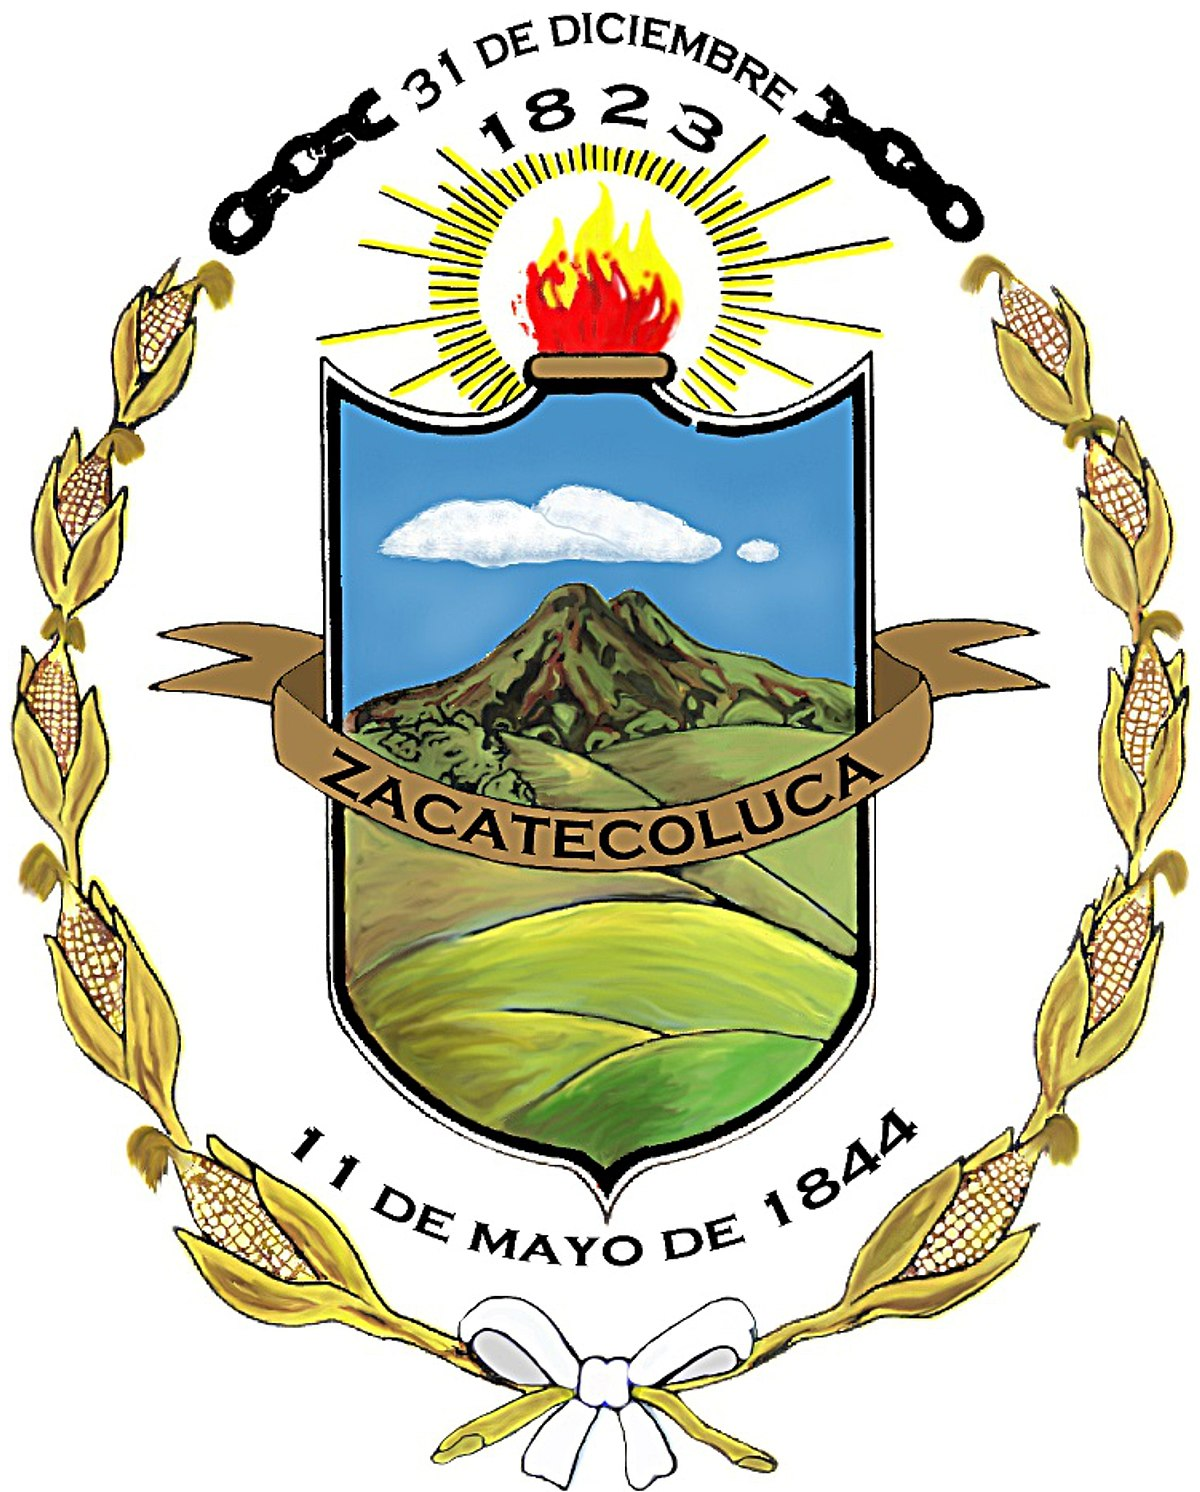 31 DE DICIEMBRE
1823
ZACATECOLUCA
11 DE MAYO DE 1844